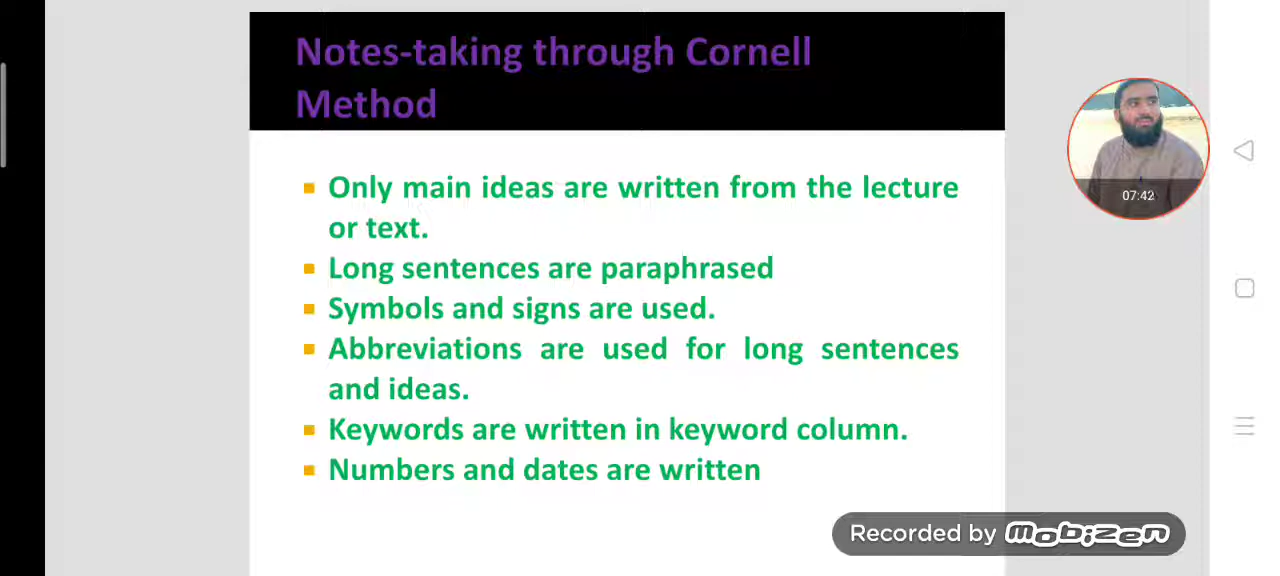 Notes-taking through Cornell
Method
Only main ideas are written from the lecture
or text.
Long sentences are paraphrased
Symbols and signs are used.
Abbreviations are used for long sentences
and ideas.
Keywords are written in keyword column.
Numbers and dates are written
07:42
Recorded by mobizen